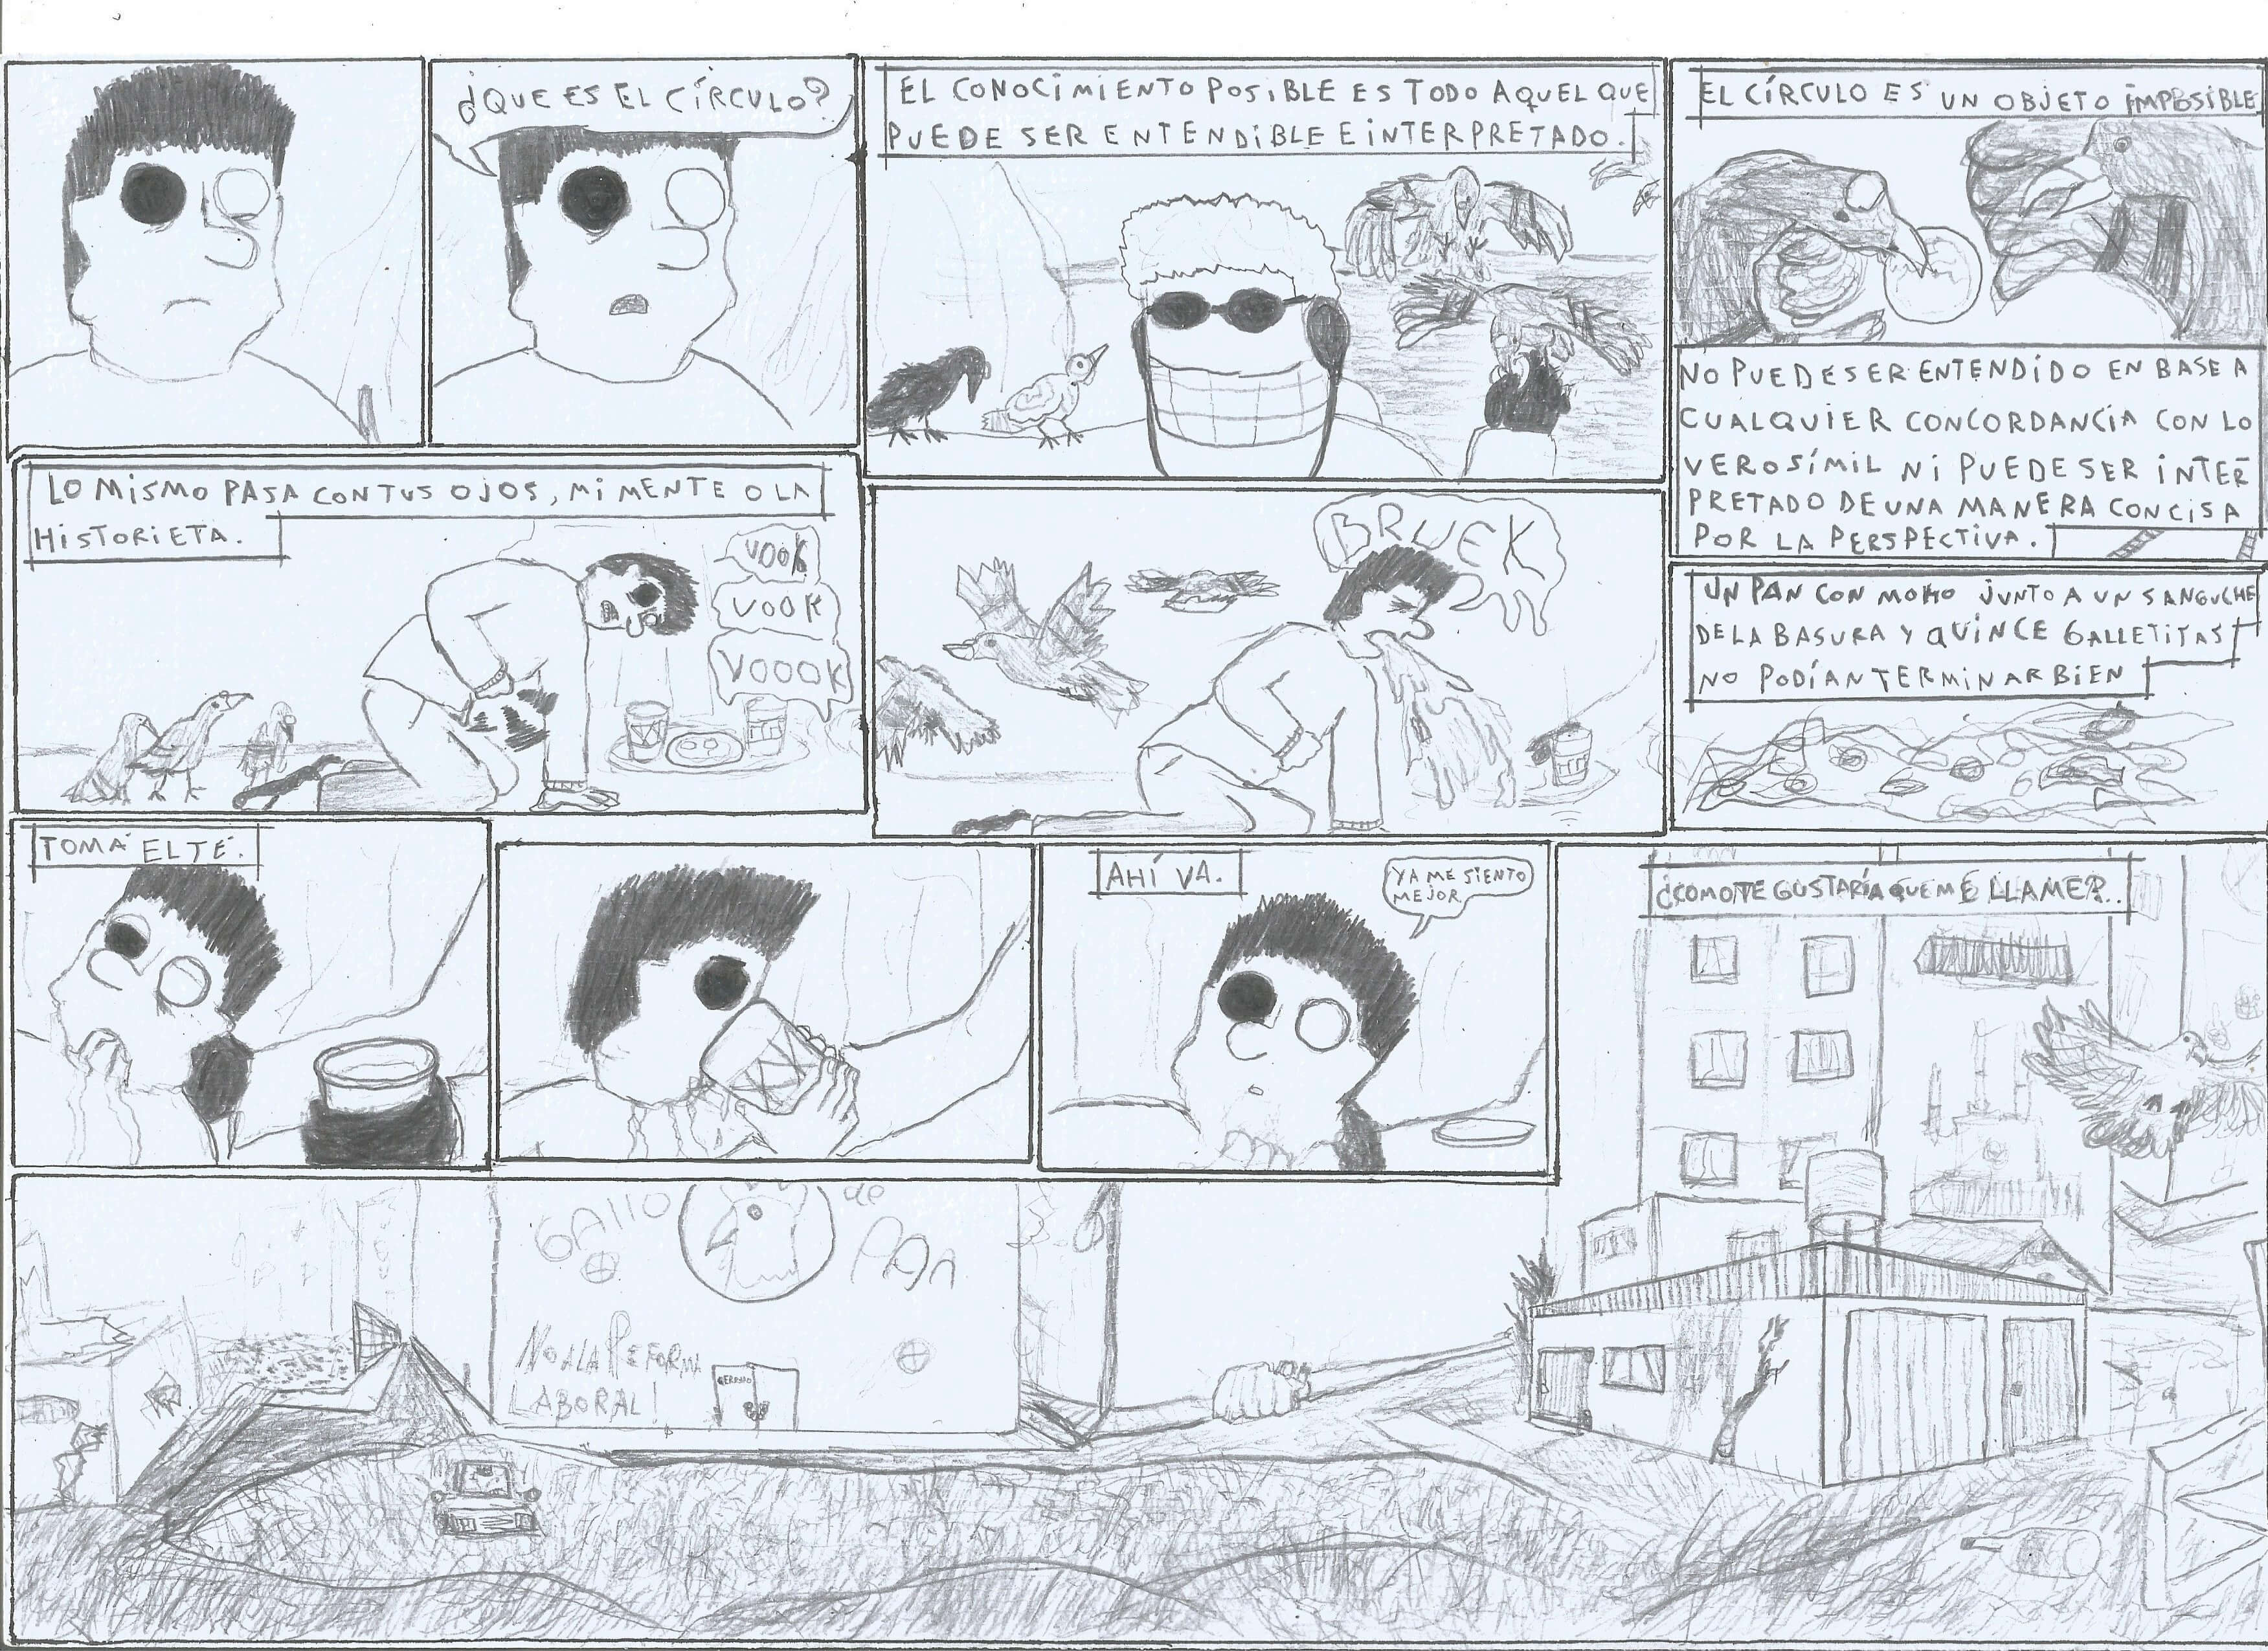 ¿QUE ES EL CÍRCULO?
EL CONOCIMIENTO POSIBLE ES TODO AQUEL QUE
PUEDE SER ENTENDIBLE E INTERPRETADO.
EL CÍRCULO ES UN OBJETO IMPOSIBLE
NO PUEDE SER ENTENDIDO EN BASE A
CUALQUIER CONCORDANCIA CON LO
VEROSÍMIL NI PUEDE SER INTER
PRETADO DE UNA MANERA CONCISA
POR LA PERSPECTIVA.
LO MISMO PASA CON TUS OJOS, MI MENTE O LA
HISTORIETA.
VOOK
VOOK
VOOOK
BRUEK
UN PAN CON MOHO JUNTO A UN SANGUCHE
DE LA BASURA Y QUINCE GALLETITAS
NO PODÍAN TERMINAR BIEN
TOMÁ EL TÉ.
AHÍ VA.
YA ME SIENTO
MEJOR
¿COMO TE GUSTARÍA QUE ME LLAME?..
GAllO de PAn
NO A LA REFORMA
LABORAL!
CERRADO